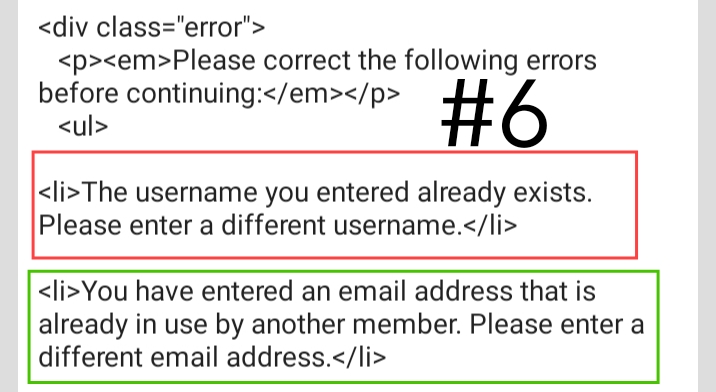 <div class="error">
<p><em>Please correct the following errors
before continuing:</em></p>
#6
<ul>
<li>The username you entered already exists.
Please enter a different username.</li>
<li>You have entered an email address that is
already in use by another member. Please enter a
different email address.</li>